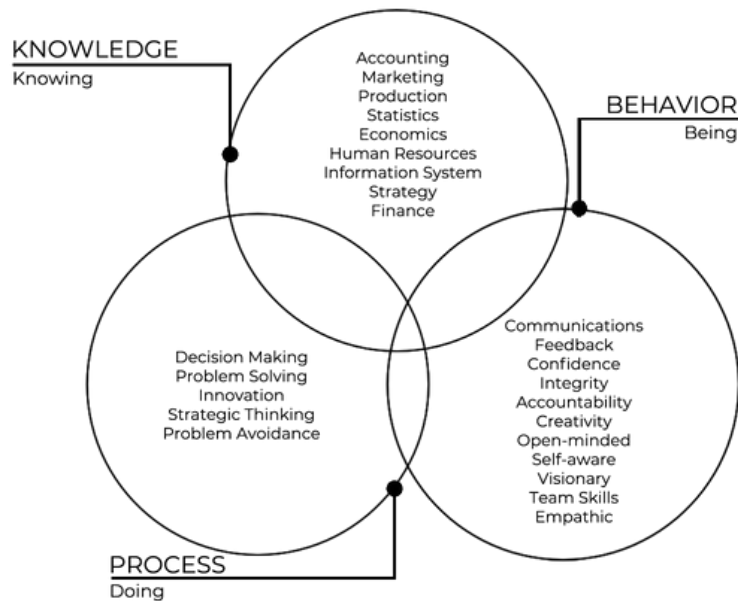 KNOWLEDGE
Knowing
Accounting
Marketing
Production
Statistics
Economics
Human Resources
Information System
Strategy
Finance
BEHAVIOR
Being
Communications
Feedback
Confidence
Integrity
Accountability
Creativity
Open-minded
Self-aware
Visionary
Team Skills
Empathic
Decision Making
Problem Solving
Innovation
Strategic Thinking
Problem Avoidance
PROCESS
Doing